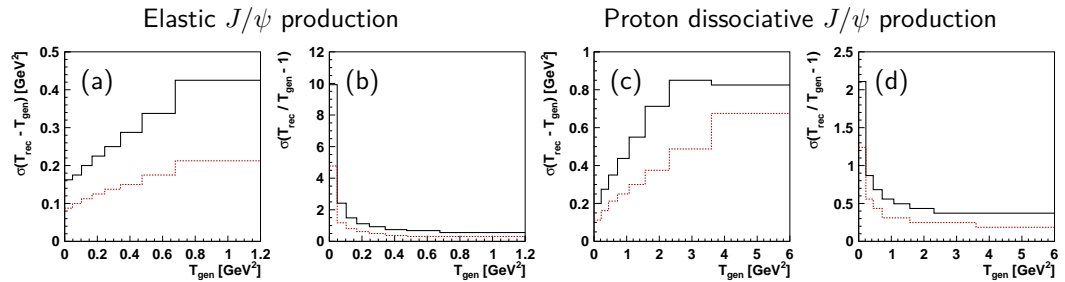 Elastic J/ψ production
Proton dissociative J/ψ production
(a)
σ(T_rec - T_gen) [GeV²]
0.5
0.4
0.3
0.2
0.1
0
0 0.2 0.4 0.6 0.8 1 1.2
T_gen [GeV²]
(b)
σ(T_rec / T_gen - 1)
12
10
8
6
4
2
0
0 0.2 0.4 0.6 0.8 1 1.2
T_gen [GeV²]
(c)
σ(T_rec - T_gen) [GeV²]
1
0.8
0.6
0.4
0.2
0
0 1 2 3 4 5 6
T_gen [GeV²]
(d)
σ(T_rec / T_gen - 1)
2.5
2
1.5
1
0.5
0
0 1 2 3 4 5 6
T_gen [GeV²]